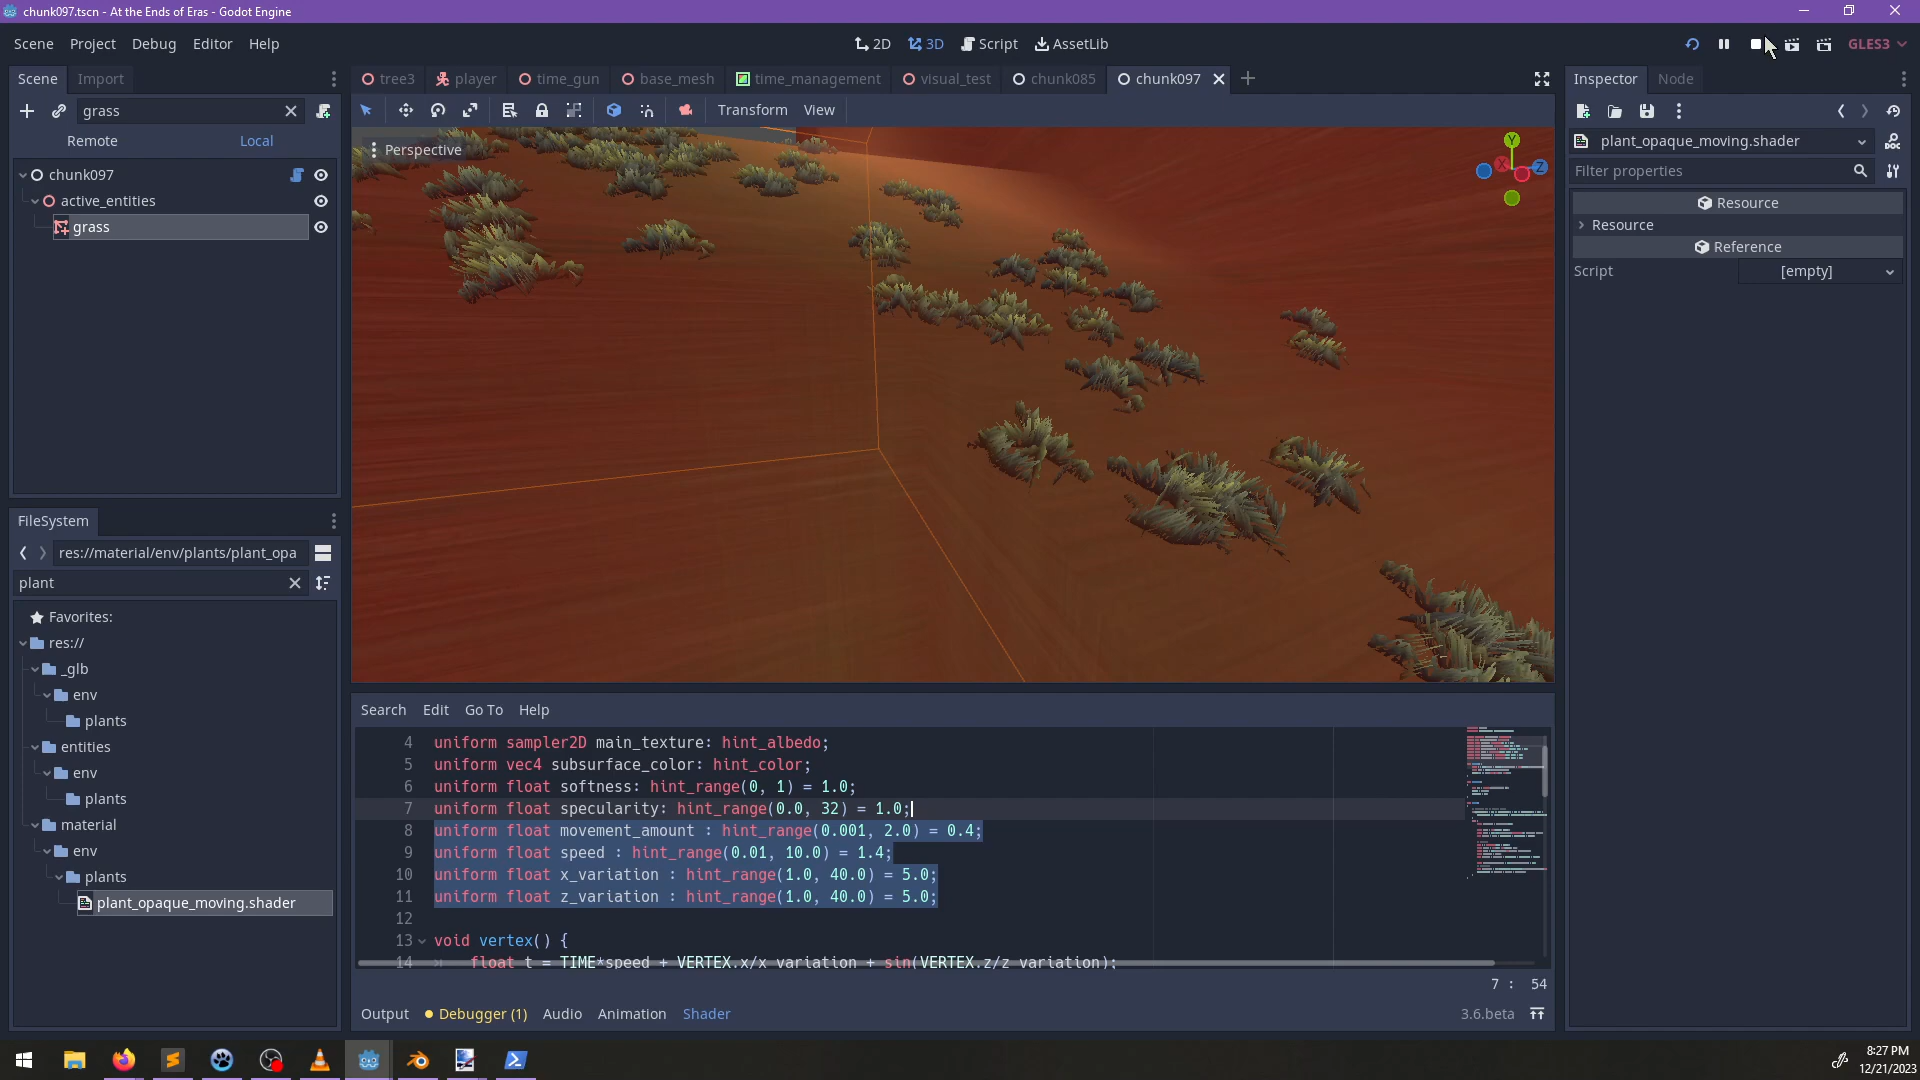 chunk097.tscn - At the Ends of Eras - Godot Engine
Scene Project Debug Editor Help
2D 3D Script AssetLib
GLES3
Scene Import
tree3 player time_gun base_mesh time_management visual_test chunk085 chunk097
Inspector Node
grass
Transform View
Remote Local
Perspective
Y
X
Z
plant_opaque_moving.shader
Filter properties
chunk097
active_entities
grass
Resource
Resource
Reference
Script [empty]
FileSystem
res://material/env/plants/plant_opa
plant
Favorites:
res://
_glb
env
plants
entities
env
plants
material
env
plants
plant_opaque_moving.shader
Search Edit Go To Help
4 uniform sampler2D main_texture: hint_albedo;
5 uniform vec4 subsurface_color: hint_color;
6 uniform float softness: hint_range(0, 1) = 1.0;
7 uniform float specularity: hint_range(0.0, 32) = 1.0;
8 uniform float movement_amount : hint_range(0.001, 2.0) = 0.4;
9 uniform float speed : hint_range(0.01, 10.0) = 1.4;
10 uniform float x_variation : hint_range(1.0, 40.0) = 5.0;
11 uniform float z_variation : hint_range(1.0, 40.0) = 5.0;
12
13 void vertex() {
14 float t = TIME*speed + VERTEX.x/x_variation + sin(VERTEX.z/z_variation);
7 : 54
Output Debugger (1) Audio Animation Shader
3.6.beta
8:27 PM
12/21/2023